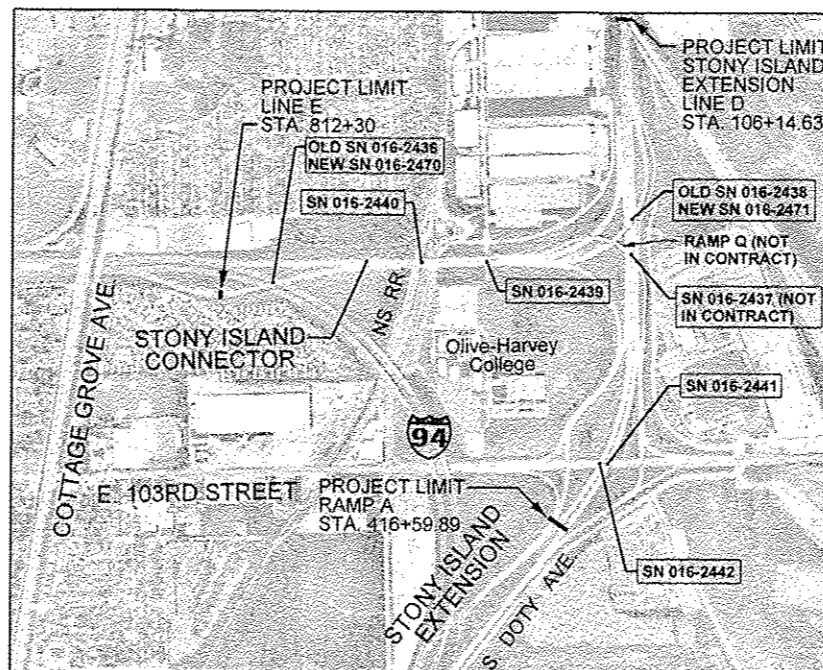 PROJECT LIMIT
STONY ISLAND
EXTENSION
LINE D
STA. 106+14.63
PROJECT LIMIT
LINE E
STA. 812+30
OLD SN 016-2436
NEW SN 016-2470
SN 016-2440
OLD SN 016-2438
NEW SN 016-2471
RAMP Q (NOT
IN CONTRACT)
SN 016-2439
SN 016-2437 (NOT
IN CONTRACT)
COTTAGE GROVE AVE.
STONY ISLAND
CONNECTOR
NS RR
Olive-Harvey
College
SN 016-2441
94
E. 103RD STREET
PROJECT LIMIT
RAMP A
STA. 416+59.89
STONY ISLAND
EXTENSION
S DOTY AVE.
SN 016-2442